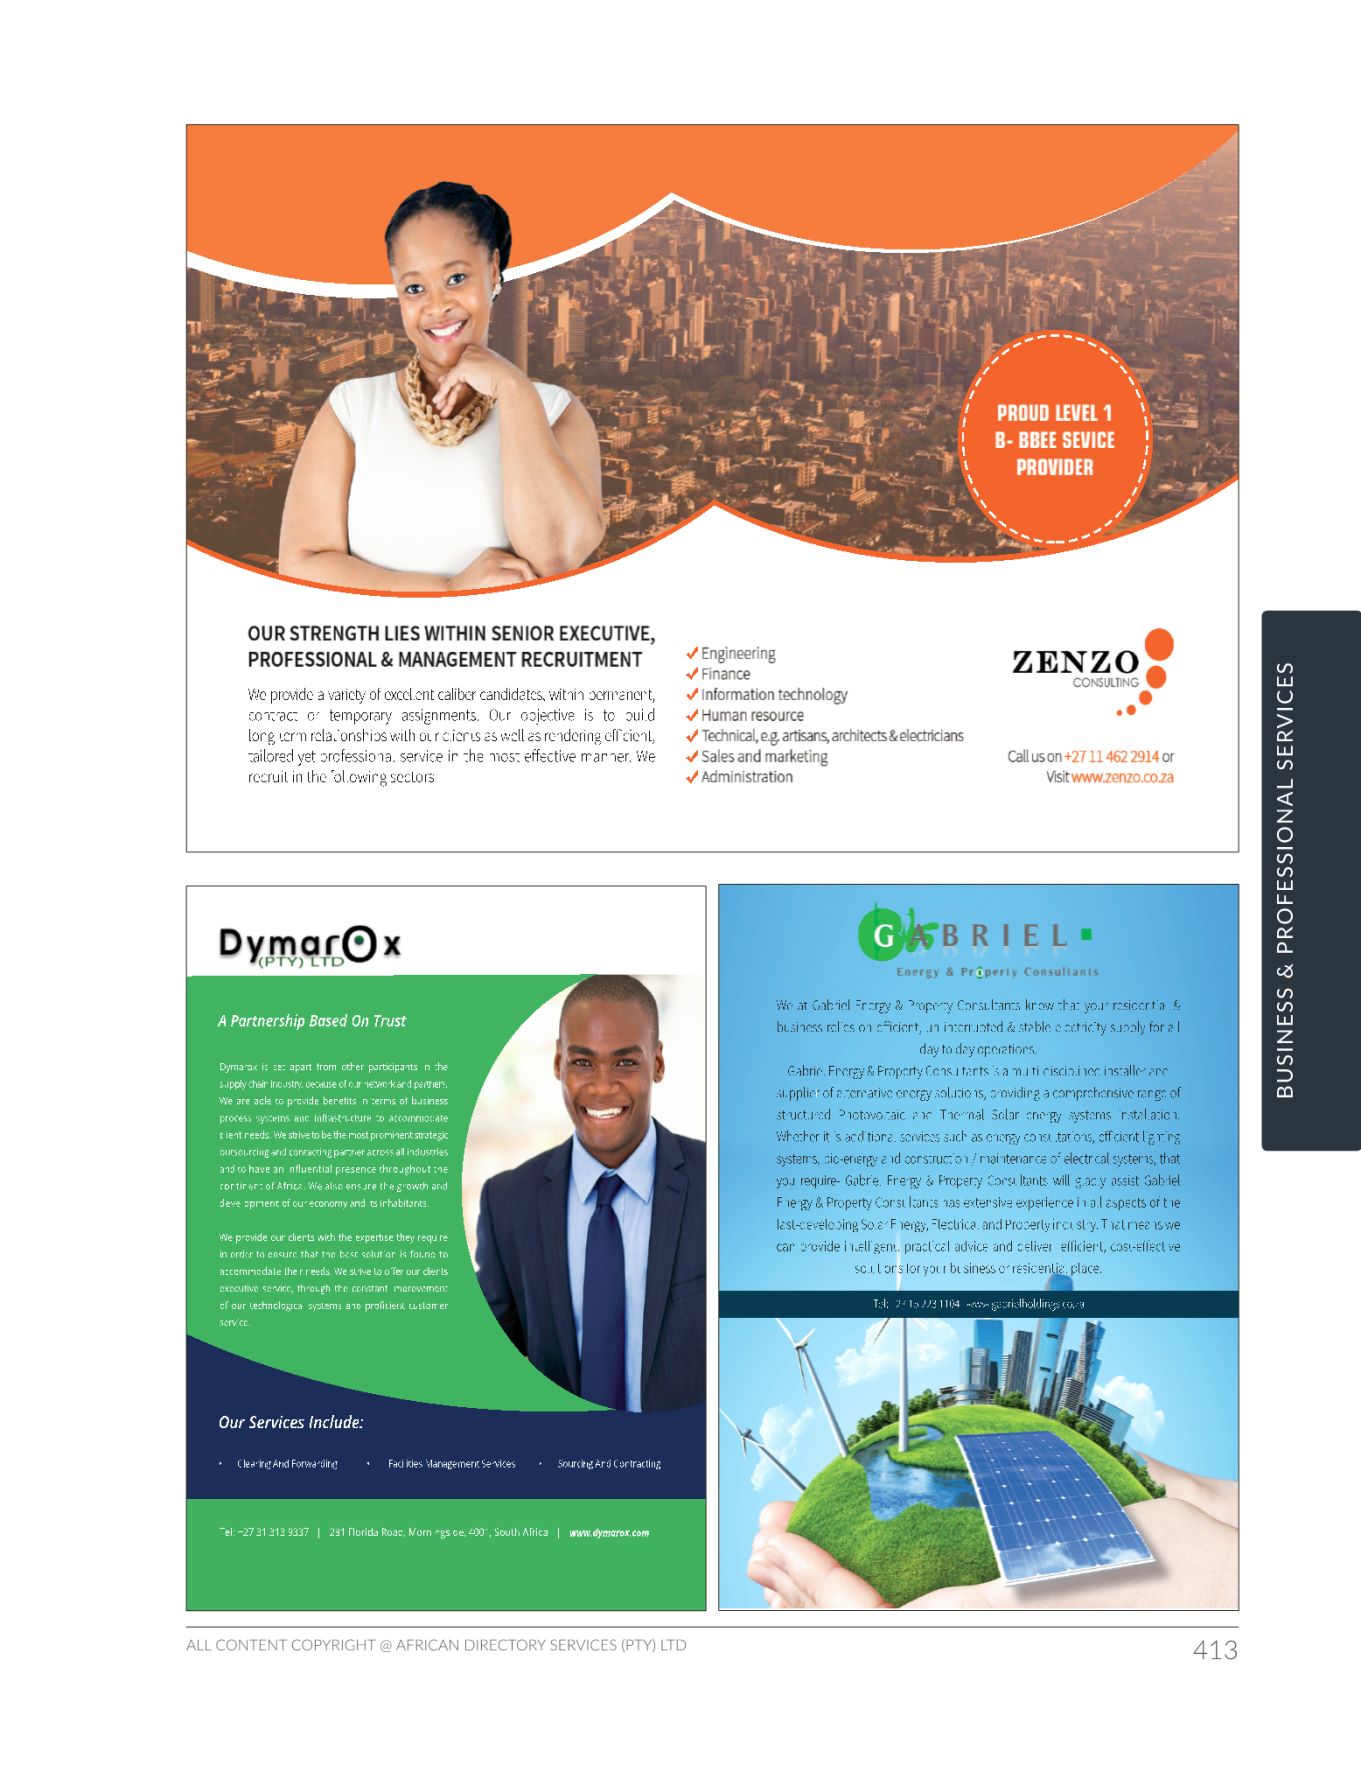 PROUD LEVEL 1
B- BBEE SEVICE
PROVIDER
OUR STRENGTH LIES WITHIN SENIOR EXECUTIVE,
PROFESSIONAL & MANAGEMENT RECRUITMENT
We provide a variety of excellent caliber candidates, within permanent,
contract or temporary assignments. Our objective is to build
long term relationships with our clients as well as rendering efficient,
tailored yet professional service in the most effective manner. We
recruit in the following sectors
Engineering
Finance
Information technology
Human resource
Technical, e.g. artisans, architects & electricians
Sales and marketing
Administration
ZENZO
CONSULTING
Call us on +27 11 462 2914 or
Visit www.zenzo.co.za
BUSINESS & PROFESSIONAL SERVICES
DymarOx
(PTY) LTD
A Partnership Based On Trust
Dymarox is set apart from other participants in the
supply chain industry, because of our network and partners.
We are able to provide benefits in terms of business
process systems and infrastructure to accommodate
client needs. We strive to be the most prominent strategic
outsourcing and contacting partner across all industries
and to have an influential presence throughout the
continent of Africa. We also ensure the growth and
development of our economy and its inhabitants.
We provide our clients with the expertise they require
in order to ensure that the best solution is found to
accommodate their needs. We strive to offer our clients
executive service, through the constant improvement
of our technological systems and proficient customer
service.
Our Services Include:
• Clearing And Forwarding • Facilities Management Services • Sourcing And Contracting
Tel: +27 31 313 9337 | 281 Florida Road, Morningside, 4001, South Africa | www.dymarox.com
GABRIEL
Energy & Property Consultants
We at Gabriel Energy & Property Consultants know that your residential &
business relies on efficient, un-interrupted & stable electricity supply for all
day to day operations.
Gabriel Energy & Property Consultants is a multi-disciplined installer and
supplier of alternative energy solutions, providing a comprehensive range of
structured Photovoltaic and Thermal Solar energy systems installation.
Whether it is additional services such as energy consultations, efficient lighting
systems, bio-energy and construction / maintenance of electrical systems, that
you require- Gabriel Energy & Property Consultants will gladly assist Gabriel
Energy & Property Consultants has extensive experience in all aspects of the
fast-developing Solar Energy, Electrical and Property industry. That means we
can provide intelligent, practical advice and deliver efficient, cost-effective
solutions for your business or residential place.
Tel: 223 1104 www.gabrielholdings.co.za
ALL CONTENT COPYRIGHT @ AFRICAN DIRECTORY SERVICES (PTY) LTD
413